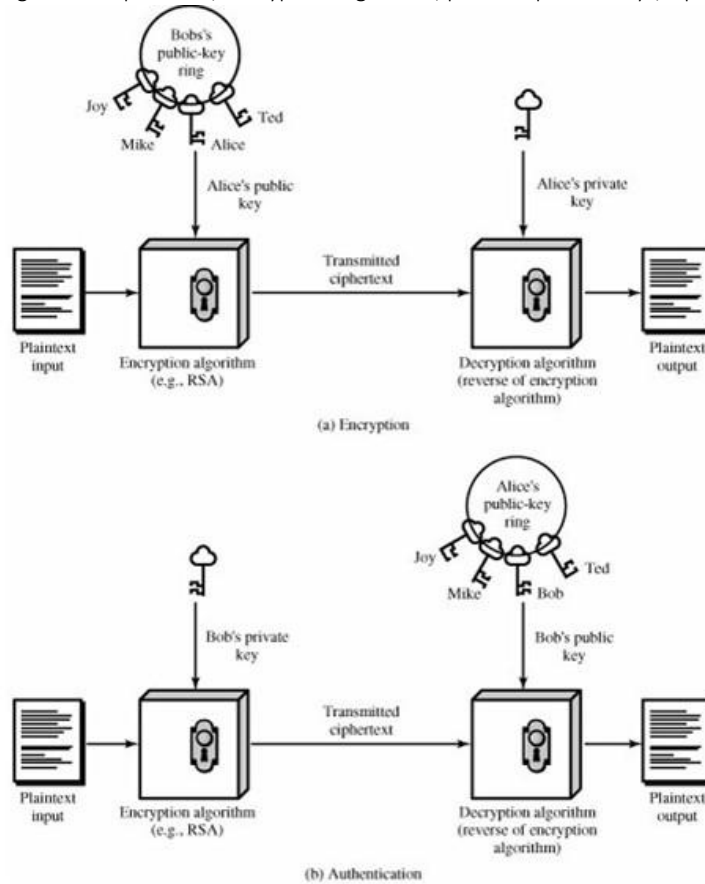 Bobs's
public-key
ring
Joy
Ted
Mike
Alice
Alice's public
key
Alice's private
key
Transmitted
ciphertext
Plaintext
input
Encryption algorithm
(e.g., RSA)
Decryption algorithm
(reverse of encryption
algorithm)
Plaintext
output
(a) Encryption
Alice's
public-key
ring
Joy
Ted
Mike
Bob
Bob's private
key
Bob's public
key
Transmitted
ciphertext
Plaintext
input
Encryption algorithm
(e.g., RSA)
Decryption algorithm
(reverse of encryption
algorithm)
Plaintext
output
(b) Authentication